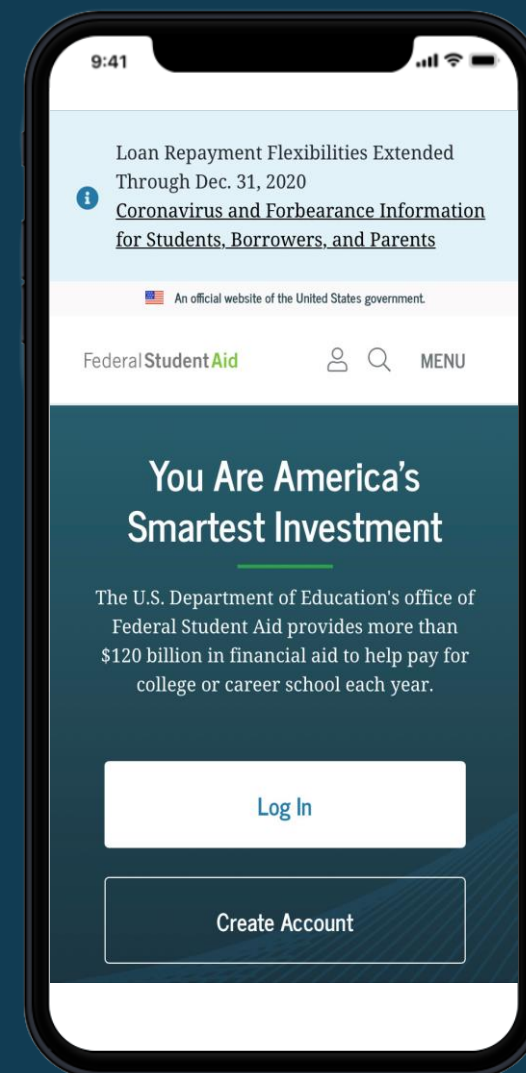 9:41
Loan Repayment Flexibilities Extended
Through Dec. 31, 2020
Coronavirus and Forbearance Information
for Students, Borrowers, and Parents
An official website of the United States government.
Federal Student Aid
MENU
You Are America's
Smartest Investment
The U.S. Department of Education's office of
Federal Student Aid provides more than
$120 billion in financial aid to help pay for
college or career school each year.
Log In
Create Account